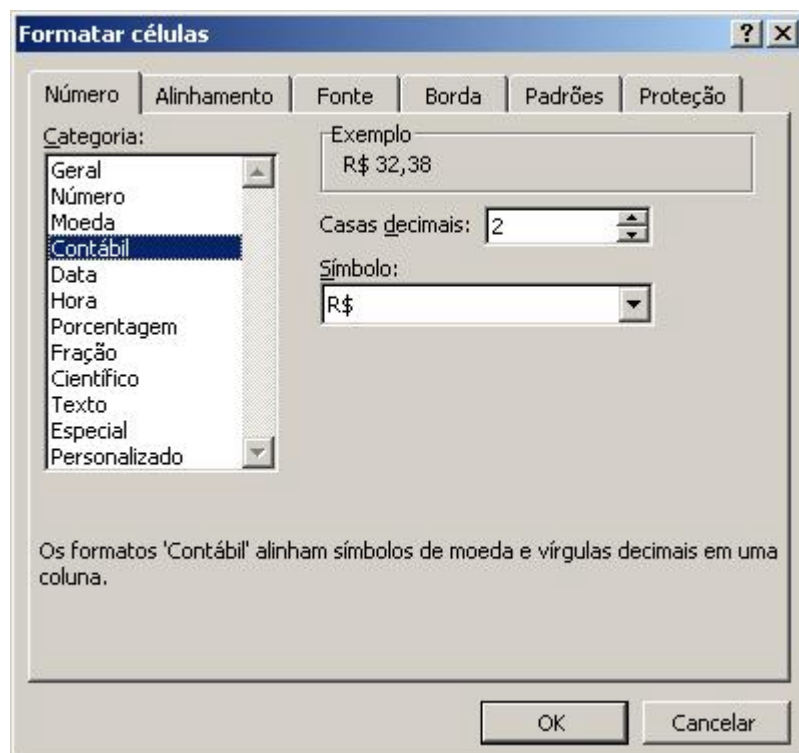 Formatar células
Número Alinhamento Fonte Borda Padrões Proteção
Categoria:
Geral
Número
Moeda
Contábil
Data
Hora
Porcentagem
Fração
Científico
Texto
Especial
Personalizado
Exemplo
R$ 32,38
Casas decimais: 2
Símbolo:
R$
Os formatos 'Contábil' alinham símbolos de moeda e vírgulas decimais em uma
coluna.
OK Cancelar